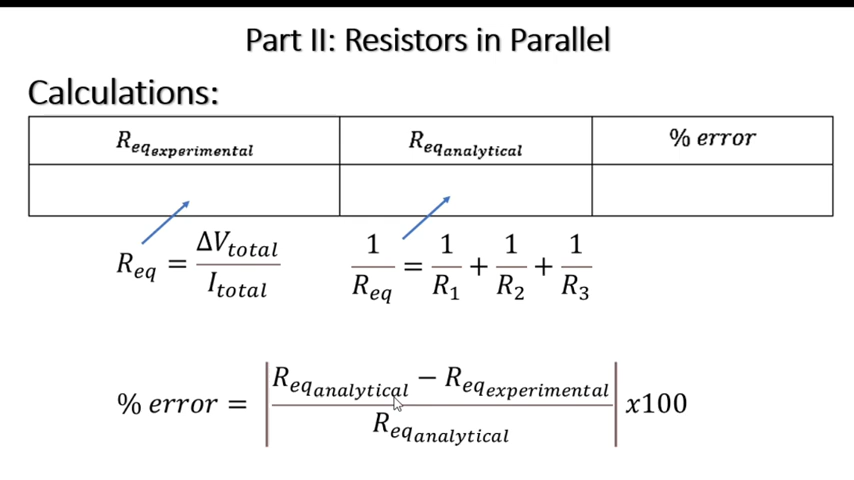 Part II: Resistors in Parallel
Calculations:
R_eq_experimental R_eq_analytical % error
R_eq = ΔV_total / I_total
1/R_eq = 1/R_1 + 1/R_2 + 1/R_3
% error = |(R_eq_analytical − R_eq_experimental) / R_eq_analytical| x100